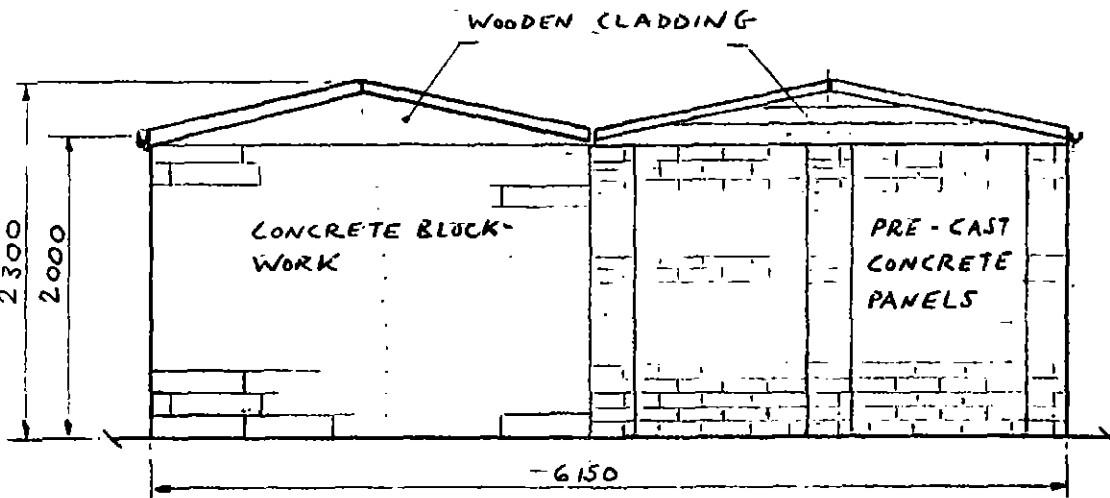 WOODEN CLADDING
CONCRETE BLOCK-
WORK
PRE-CAST
CONCRETE
PANELS
2300
2000
6150